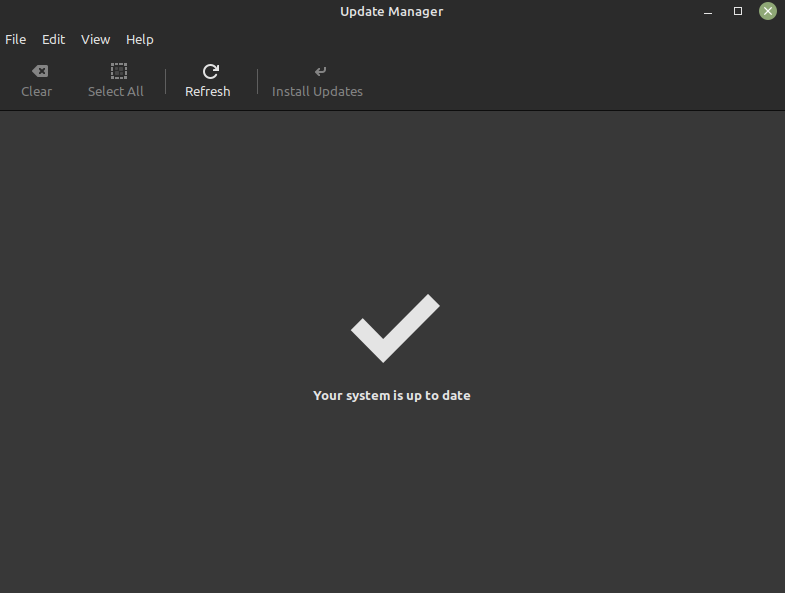 Update Manager
File Edit View Help
Clear Select All Refresh Install Updates
Your system is up to date